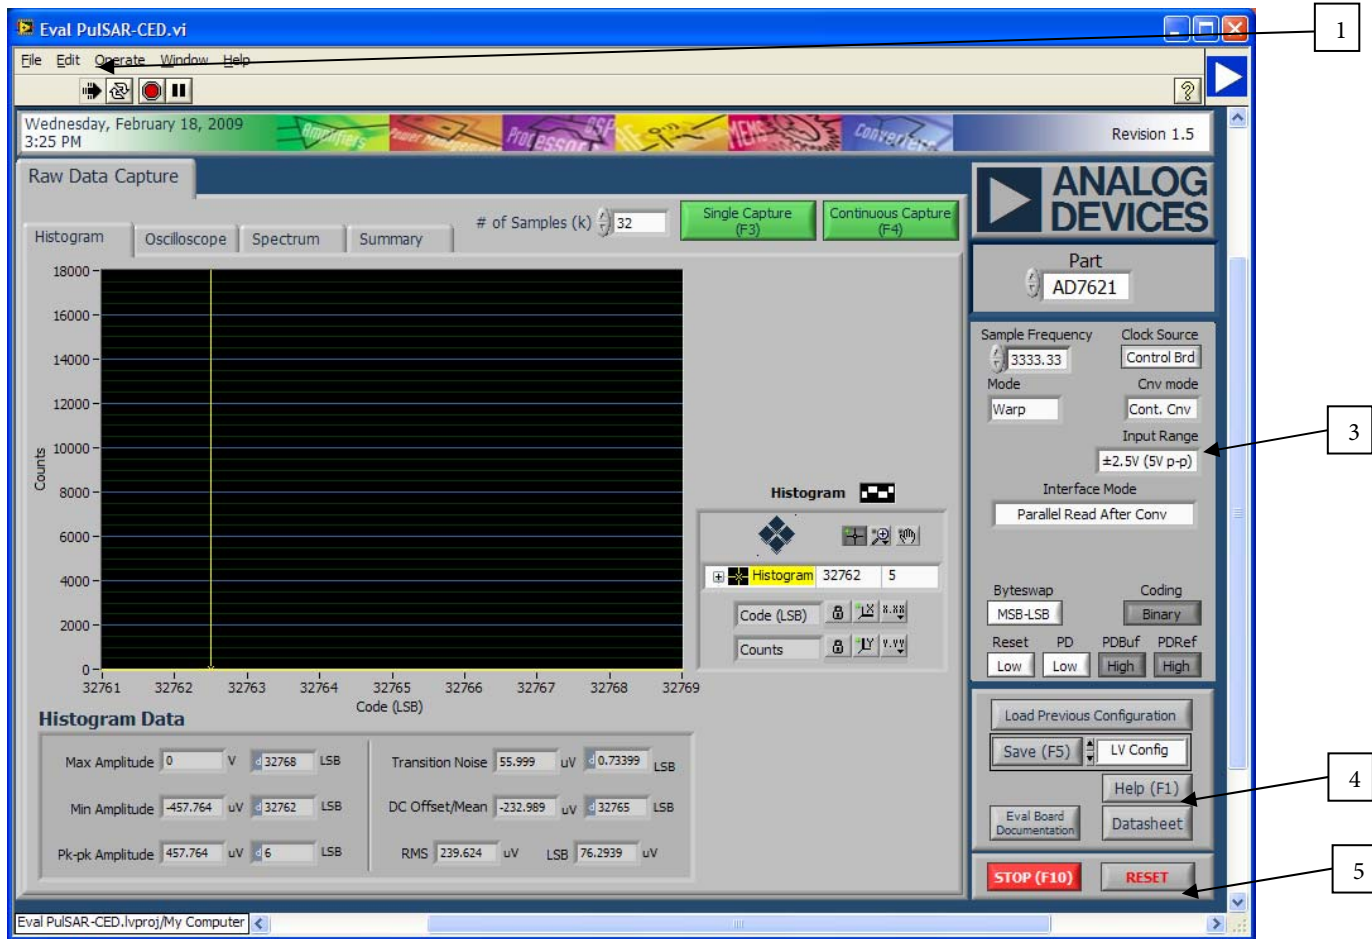 Eval PulSAR-CED.vi
1
File Edit Operate Window Help
Wednesday, February 18, 2009
3:25 PM
Amplifiers Power Management Processors DSP MEMS Converters
Revision 1.5
Raw Data Capture
# of Samples (k) 32
Single Capture
(F3)
Continuous Capture
(F4)
Histogram Oscilloscope Spectrum Summary
ANALOG
DEVICES
Part
AD7621
Sample Frequency Clock Source
3333.33 Control Brd
Mode Cnv mode
Warp Cont. Cnv
Input Range
±2.5V (5V p-p)
3
Interface Mode
Parallel Read After Conv
Byteswap Coding
MSB-LSB Binary
Reset PD PDBuf PDRef
Low Low High High
18000
16000
14000
12000
10000
8000
6000
4000
2000
0
Counts
32761 32762 32763 32764 32765 32766 32767 32768 32769
Code (LSB)
Histogram
Histogram 32762 5
Code (LSB) X X.XX
Counts Y Y.YY
Histogram Data
Max Amplitude 0 V d 32768 LSB
Min Amplitude -457.764 uV d 32762 LSB
Pk-pk Amplitude 457.764 uV d 6 LSB
Transition Noise 55.999 uV d 0.73399 LSB
DC Offset/Mean -232.989 uV d 32765 LSB
RMS 239.624 uV LSB 76.2939 uV
Load Previous Configuration
Save (F5) LV Config
Help (F1)
4
Eval Board
Documentation
Datasheet
STOP (F10) RESET
5
Eval PulSAR-CED.lvproj/My Computer